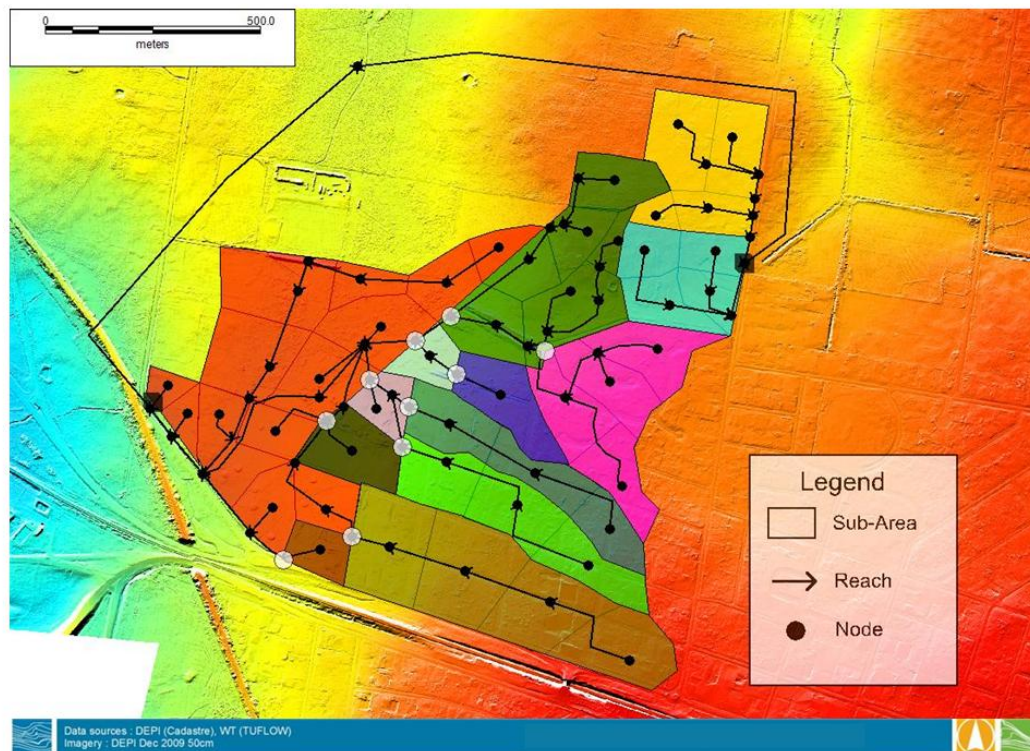 0 500.0
meters
Legend
Sub-Area
Reach
Node
Data sources : DEPI (Cadastre), WT (TUFLOW)
Imagery : DEPI Dec 2009 50cm